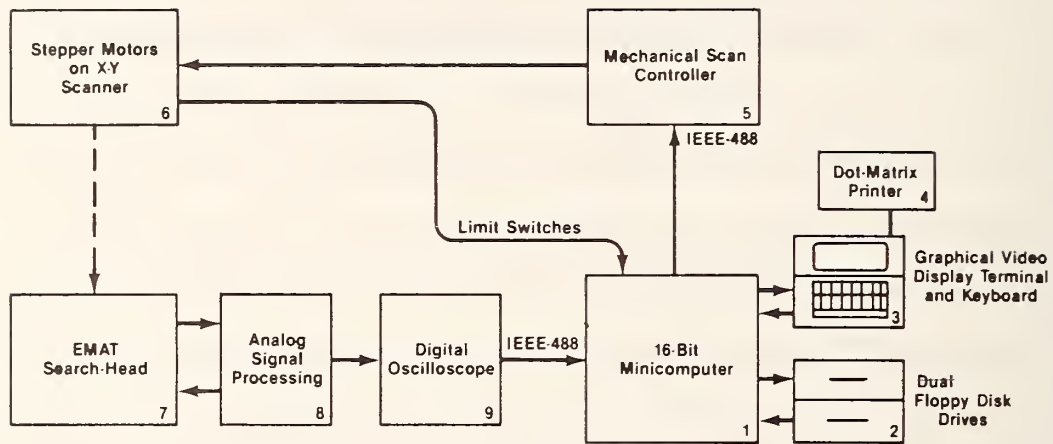 Stepper Motors
on X-Y
Scanner
6
Mechanical Scan
Controller
5
IEEE-488
Dot-Matrix
Printer
4
Limit Switches
Graphical Video
Display Terminal
and Keyboard
3
EMAT
Search-Head
7
Analog
Signal
Processing
8
Digital
Oscilloscope
9
IEEE-488
16-Bit
Minicomputer
1
Dual
Floppy Disk
Drives
2